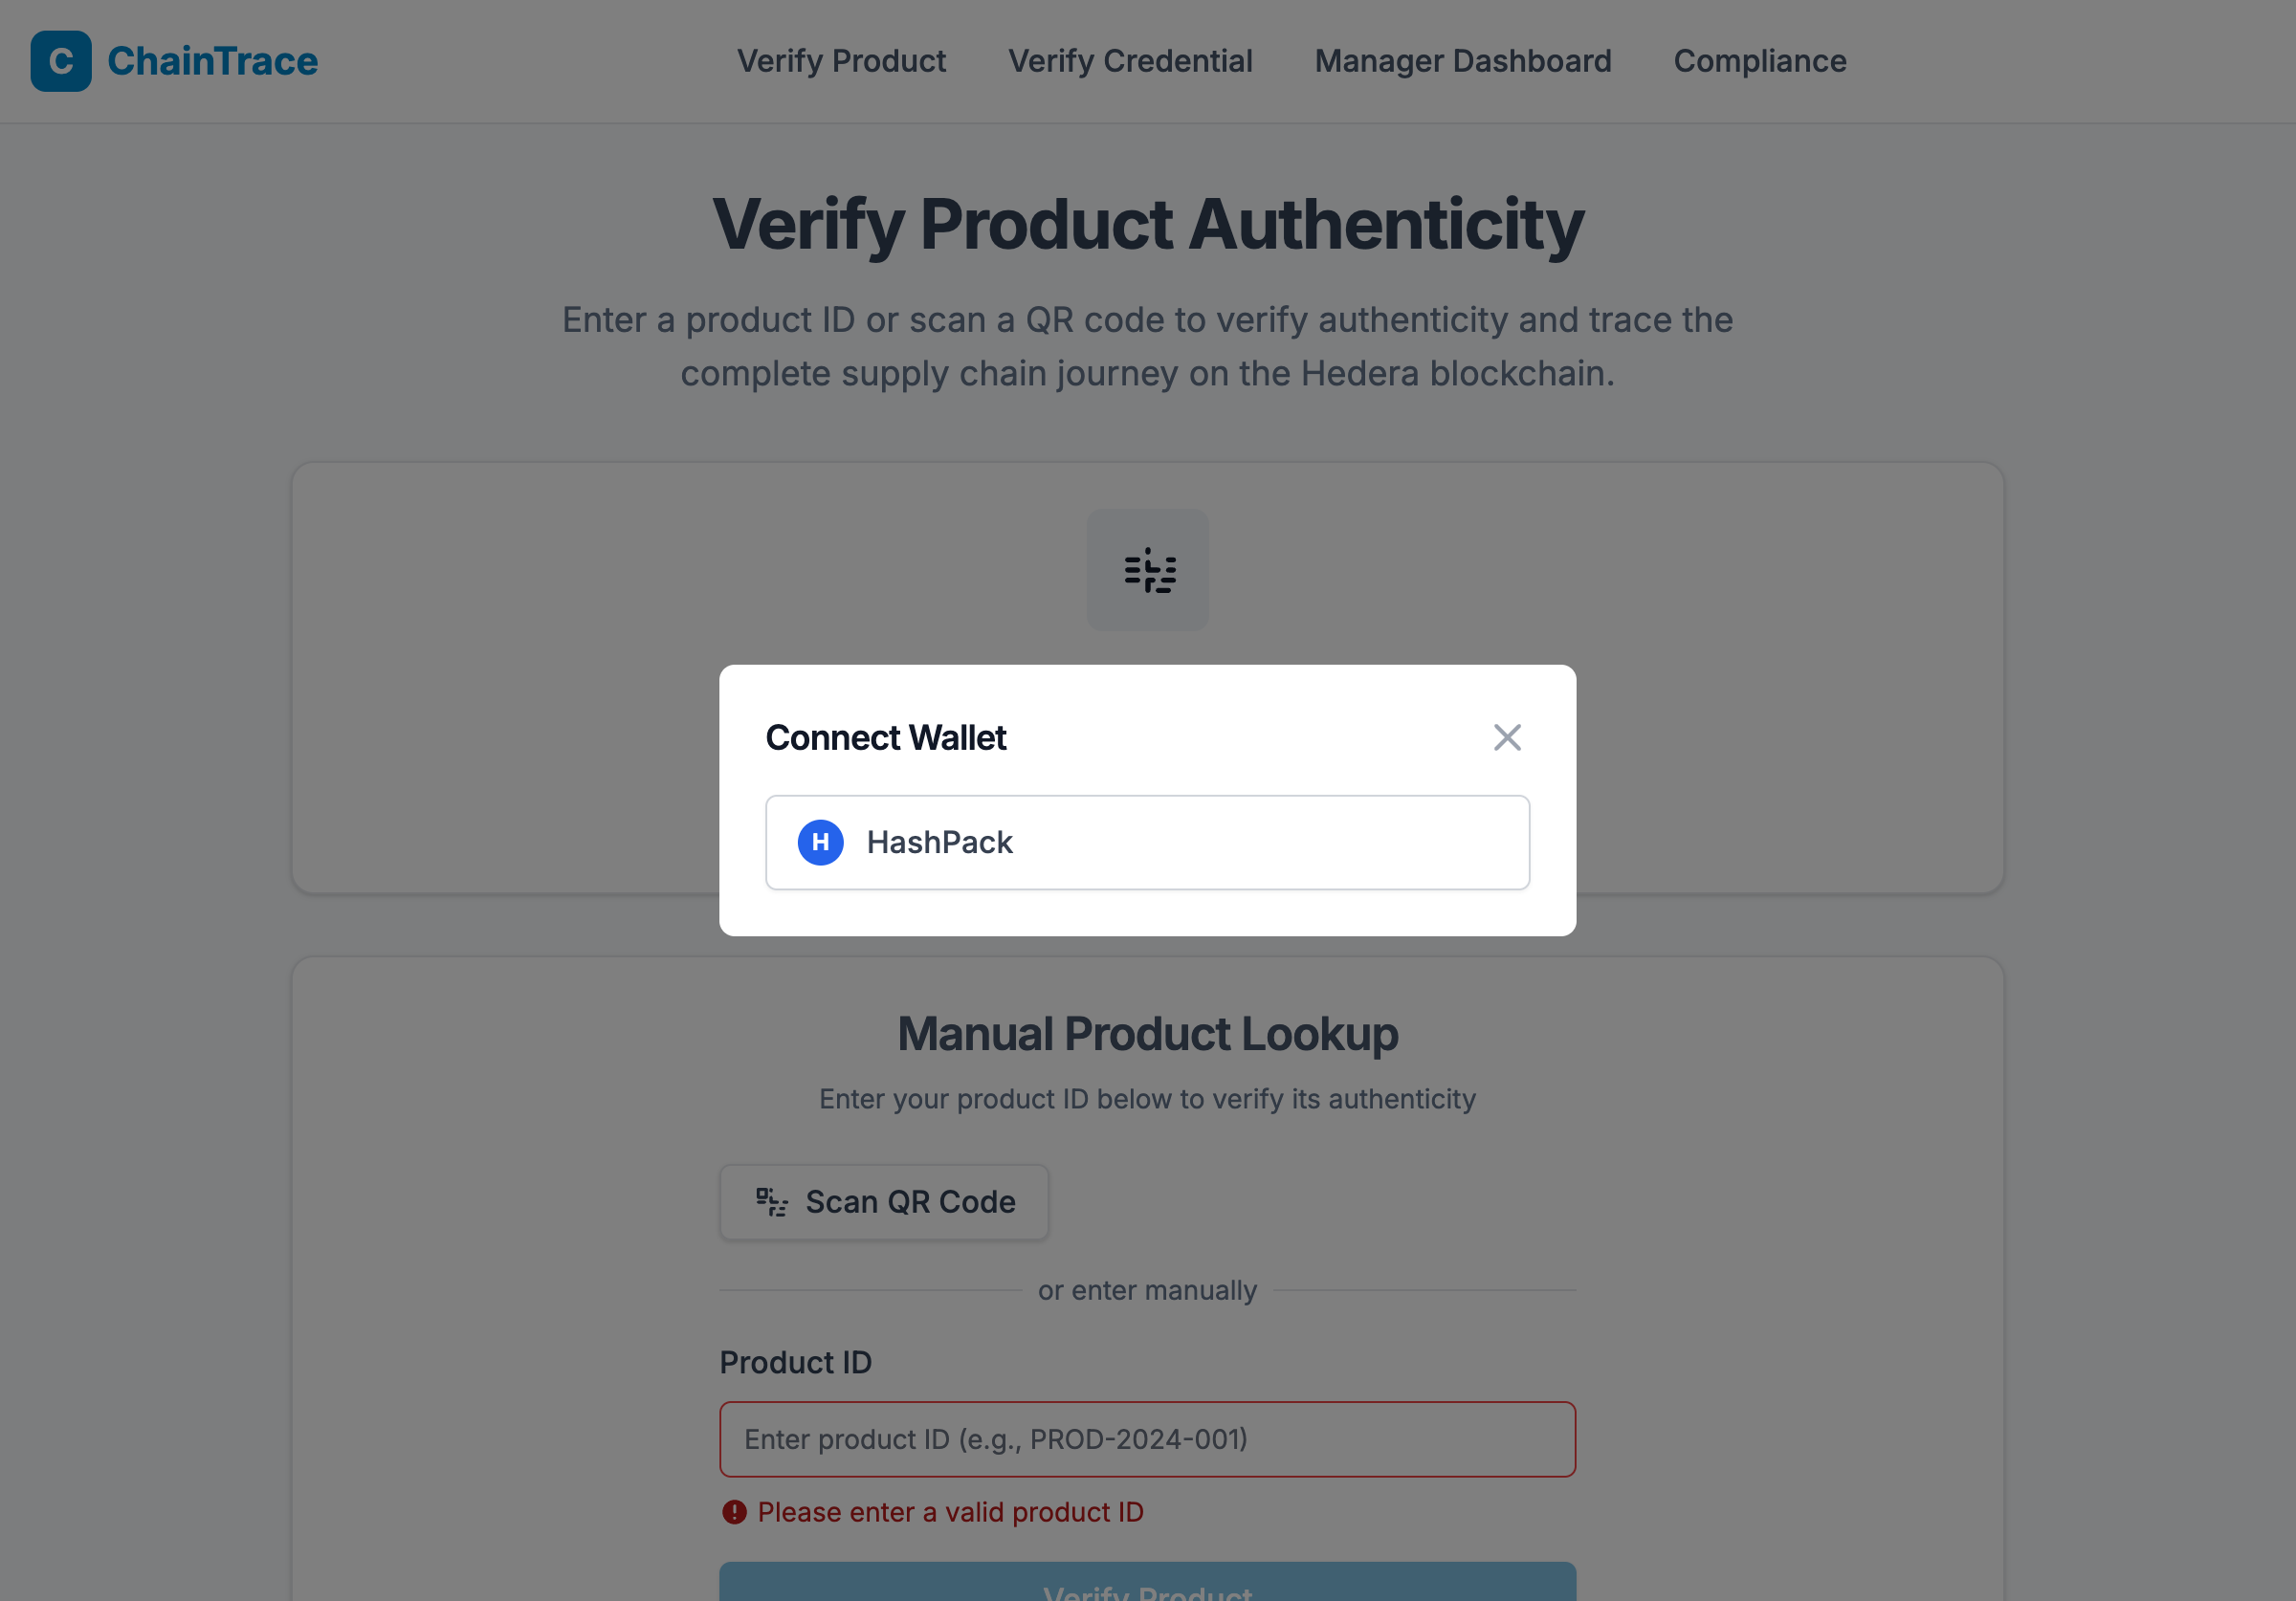 C ChainTrace
Verify Product
Verify Credential
Manager Dashboard
Compliance
Verify Product Authenticity
Enter a product ID or scan a QR code to verify authenticity and trace the
complete supply chain journey on the Hedera blockchain.
Connect Wallet
H HashPack
Manual Product Lookup
Enter your product ID below to verify its authenticity
Scan QR Code
or enter manually
Product ID
Enter product ID (e.g., PROD-2024-001)
Please enter a valid product ID
Verify Product